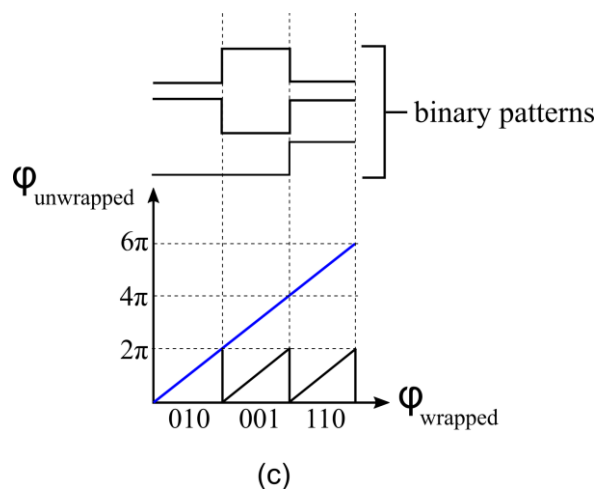 binary patterns
φunwrapped
6π
4π
2π
010 001 110
φwrapped
(c)